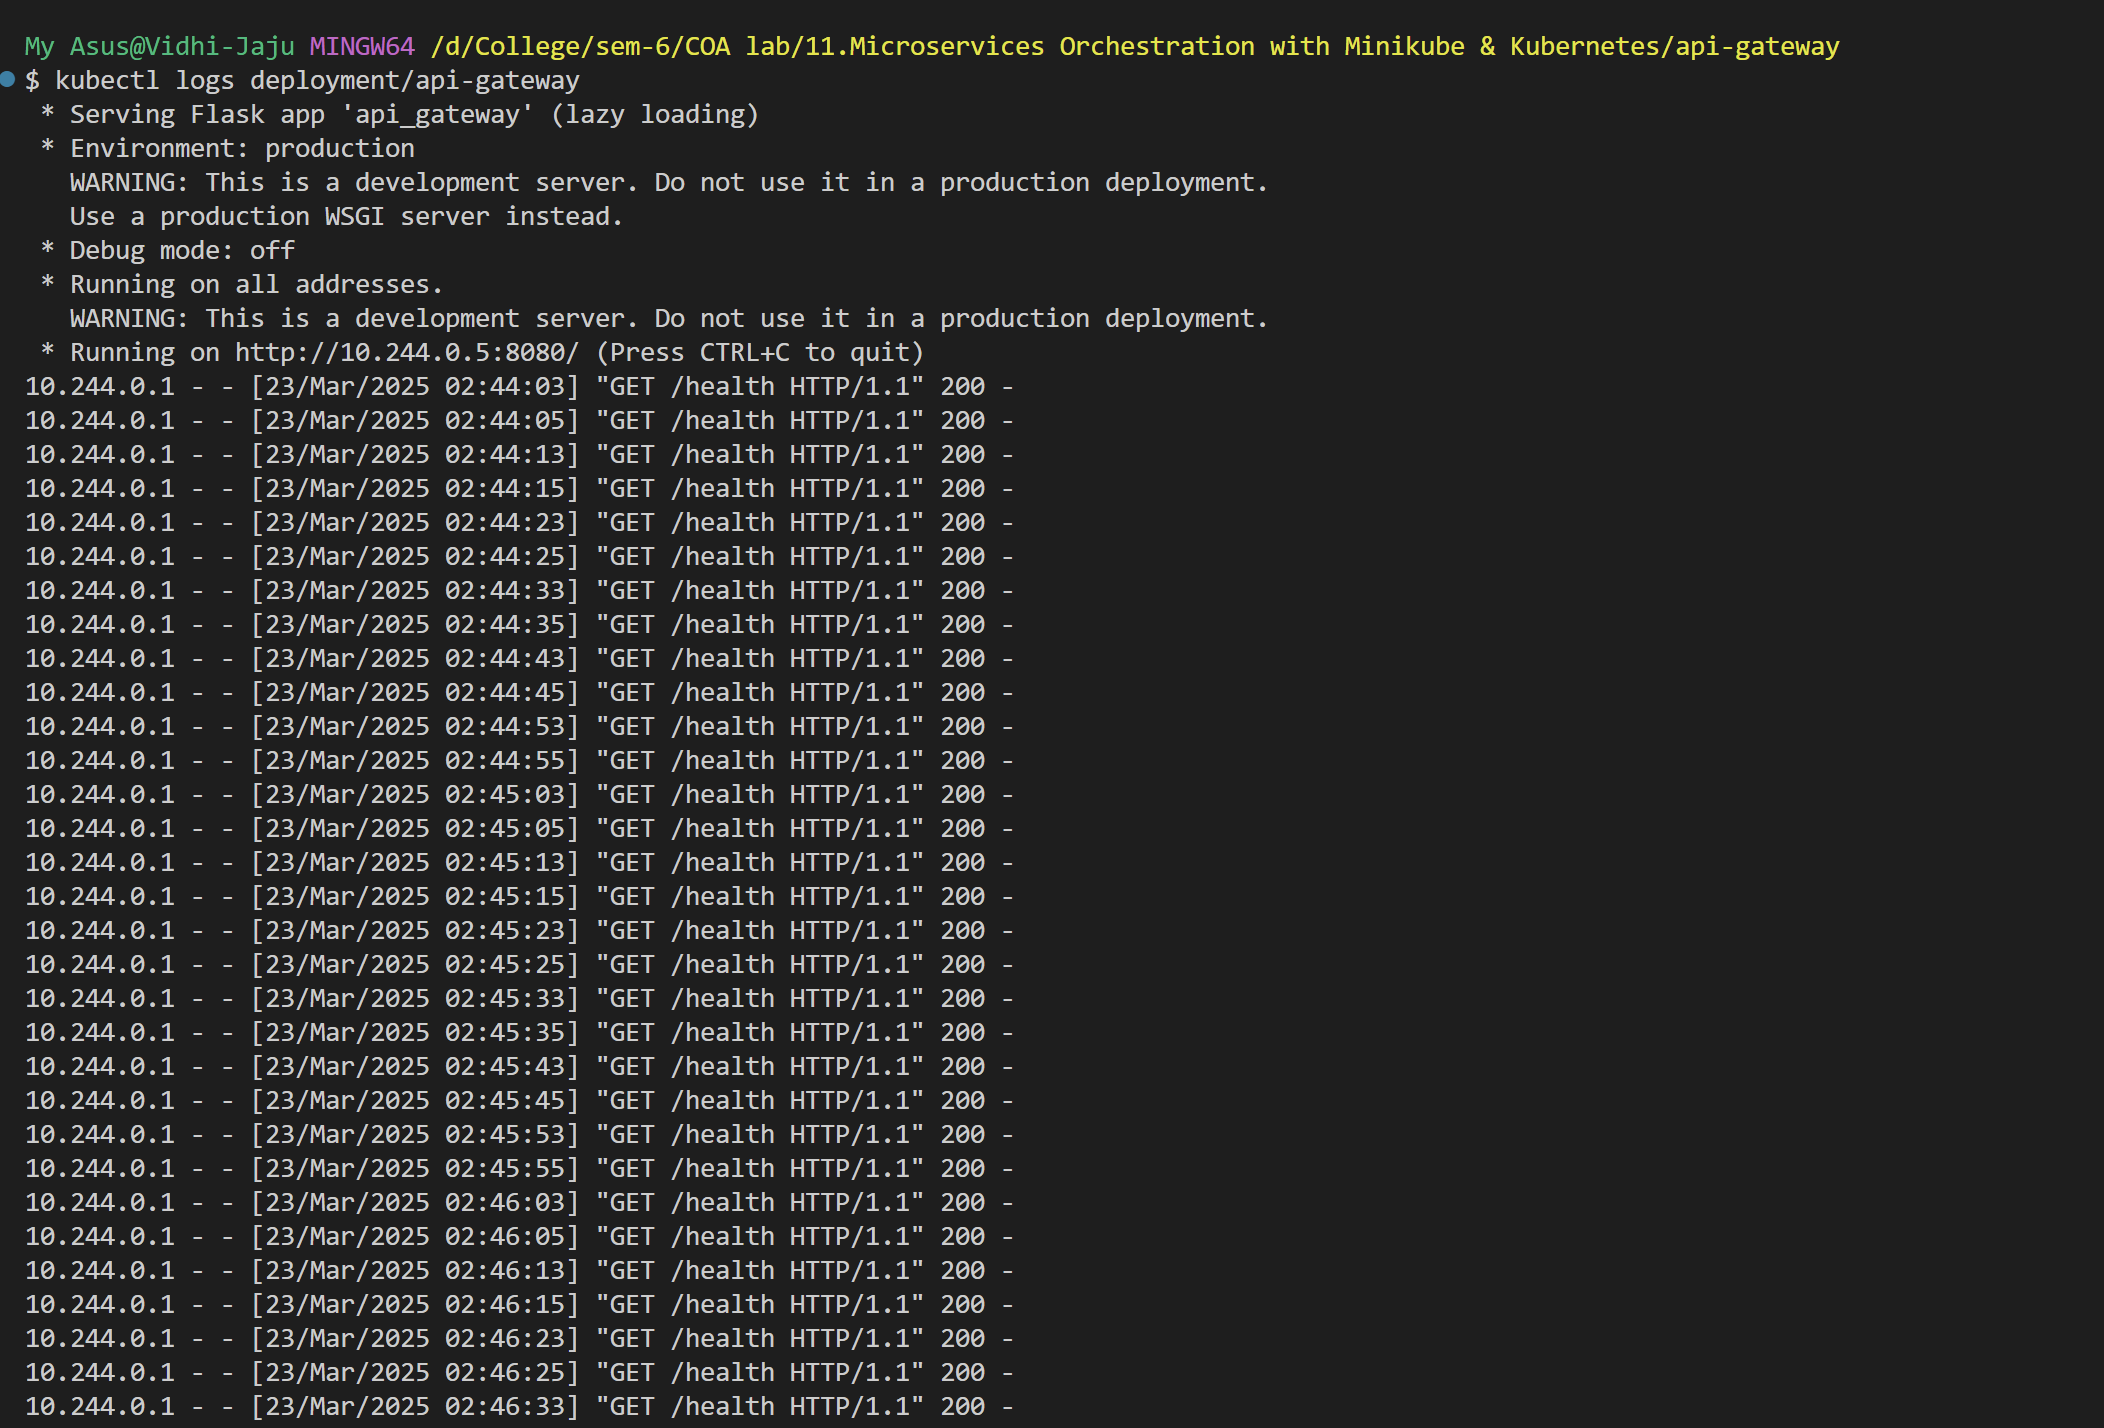 My Asus@Vidhi-Jaju MINGW64 /d/College/sem-6/COA lab/11.Microservices Orchestration with Minikube & Kubernetes/api-gateway
$ kubectl logs deployment/api-gateway
 * Serving Flask app 'api_gateway' (lazy loading)
 * Environment: production
   WARNING: This is a development server. Do not use it in a production deployment.
   Use a production WSGI server instead.
 * Debug mode: off
 * Running on all addresses.
   WARNING: This is a development server. Do not use it in a production deployment.
 * Running on http://10.244.0.5:8080/ (Press CTRL+C to quit)
10.244.0.1 - - [23/Mar/2025 02:44:03] "GET /health HTTP/1.1" 200 -
10.244.0.1 - - [23/Mar/2025 02:44:05] "GET /health HTTP/1.1" 200 -
10.244.0.1 - - [23/Mar/2025 02:44:13] "GET /health HTTP/1.1" 200 -
10.244.0.1 - - [23/Mar/2025 02:44:15] "GET /health HTTP/1.1" 200 -
10.244.0.1 - - [23/Mar/2025 02:44:23] "GET /health HTTP/1.1" 200 -
10.244.0.1 - - [23/Mar/2025 02:44:25] "GET /health HTTP/1.1" 200 -
10.244.0.1 - - [23/Mar/2025 02:44:33] "GET /health HTTP/1.1" 200 -
10.244.0.1 - - [23/Mar/2025 02:44:35] "GET /health HTTP/1.1" 200 -
10.244.0.1 - - [23/Mar/2025 02:44:43] "GET /health HTTP/1.1" 200 -
10.244.0.1 - - [23/Mar/2025 02:44:45] "GET /health HTTP/1.1" 200 -
10.244.0.1 - - [23/Mar/2025 02:44:53] "GET /health HTTP/1.1" 200 -
10.244.0.1 - - [23/Mar/2025 02:44:55] "GET /health HTTP/1.1" 200 -
10.244.0.1 - - [23/Mar/2025 02:45:03] "GET /health HTTP/1.1" 200 -
10.244.0.1 - - [23/Mar/2025 02:45:05] "GET /health HTTP/1.1" 200 -
10.244.0.1 - - [23/Mar/2025 02:45:13] "GET /health HTTP/1.1" 200 -
10.244.0.1 - - [23/Mar/2025 02:45:15] "GET /health HTTP/1.1" 200 -
10.244.0.1 - - [23/Mar/2025 02:45:23] "GET /health HTTP/1.1" 200 -
10.244.0.1 - - [23/Mar/2025 02:45:25] "GET /health HTTP/1.1" 200 -
10.244.0.1 - - [23/Mar/2025 02:45:33] "GET /health HTTP/1.1" 200 -
10.244.0.1 - - [23/Mar/2025 02:45:35] "GET /health HTTP/1.1" 200 -
10.244.0.1 - - [23/Mar/2025 02:45:43] "GET /health HTTP/1.1" 200 -
10.244.0.1 - - [23/Mar/2025 02:45:45] "GET /health HTTP/1.1" 200 -
10.244.0.1 - - [23/Mar/2025 02:45:53] "GET /health HTTP/1.1" 200 -
10.244.0.1 - - [23/Mar/2025 02:45:55] "GET /health HTTP/1.1" 200 -
10.244.0.1 - - [23/Mar/2025 02:46:03] "GET /health HTTP/1.1" 200 -
10.244.0.1 - - [23/Mar/2025 02:46:05] "GET /health HTTP/1.1" 200 -
10.244.0.1 - - [23/Mar/2025 02:46:13] "GET /health HTTP/1.1" 200 -
10.244.0.1 - - [23/Mar/2025 02:46:15] "GET /health HTTP/1.1" 200 -
10.244.0.1 - - [23/Mar/2025 02:46:23] "GET /health HTTP/1.1" 200 -
10.244.0.1 - - [23/Mar/2025 02:46:25] "GET /health HTTP/1.1" 200 -
10.244.0.1 - - [23/Mar/2025 02:46:33] "GET /health HTTP/1.1" 200 -